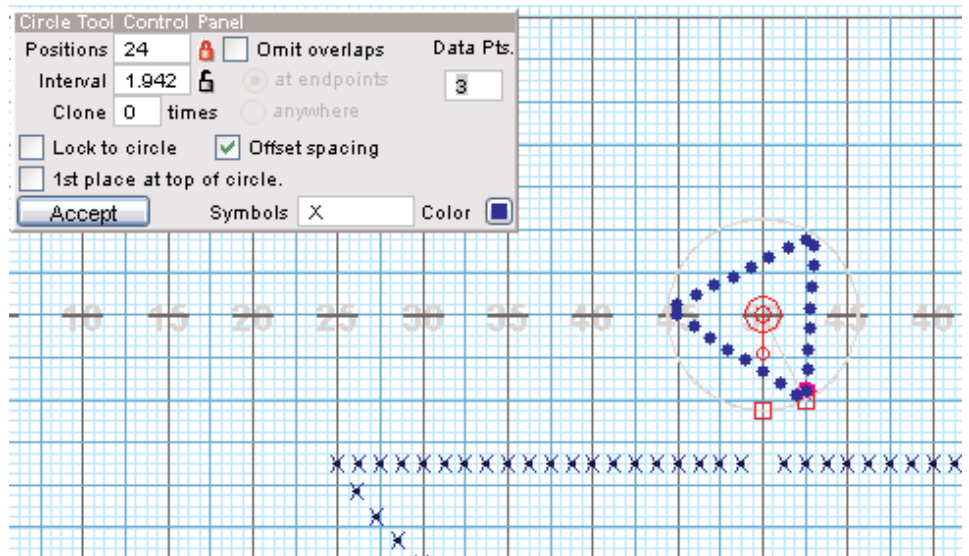 Circle Tool Control Panel
Positions 24 Omit overlaps Data Pts.
Interval 1.942 at endpoints 3
Clone 0 times anywhere
Lock to circle Offset spacing
1st place at top of circle.
Accept Symbols X Color
10 15 20 25 30 35 40 45 45 40